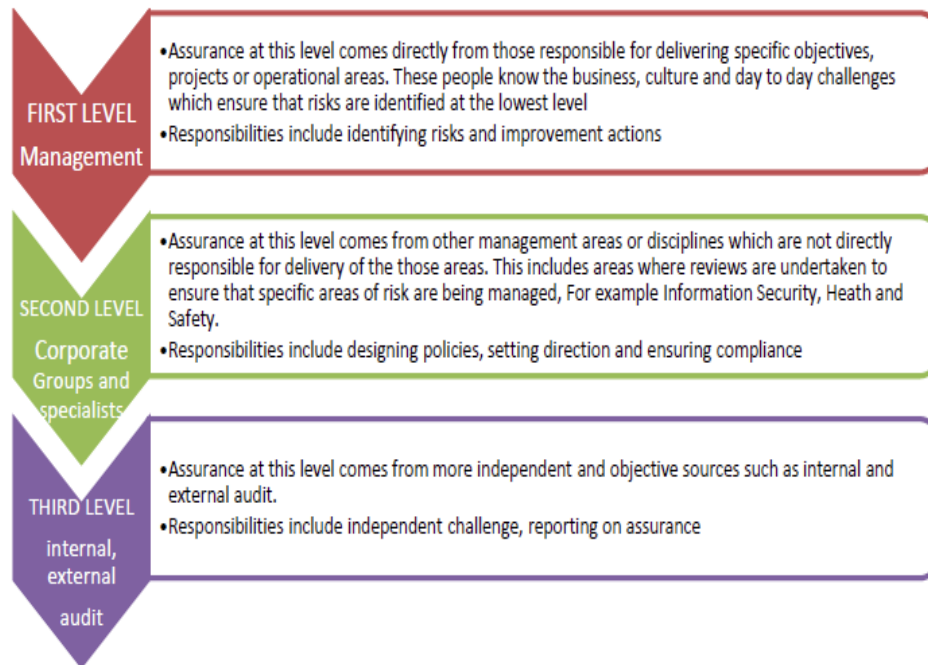 FIRST LEVEL
Management
•Assurance at this level comes directly from those responsible for delivering specific objectives,
projects or operational areas. These people know the business, culture and day to day challenges
which ensure that risks are identified at the lowest level
•Responsibilities include identifying risks and improvement actions
SECOND LEVEL
Corporate
Groups and
specialists
•Assurance at this level comes from other management areas or disciplines which are not directly
responsible for delivery of the those areas. This includes areas where reviews are undertaken to
ensure that specific areas of risk are being managed, For example Information Security, Heath and
Safety.
•Responsibilities include designing policies, setting direction and ensuring compliance
THIRD LEVEL
internal,
external
audit
•Assurance at this level comes from more independent and objective sources such as internal and
external audit.
•Responsibilities include independent challenge, reporting on assurance